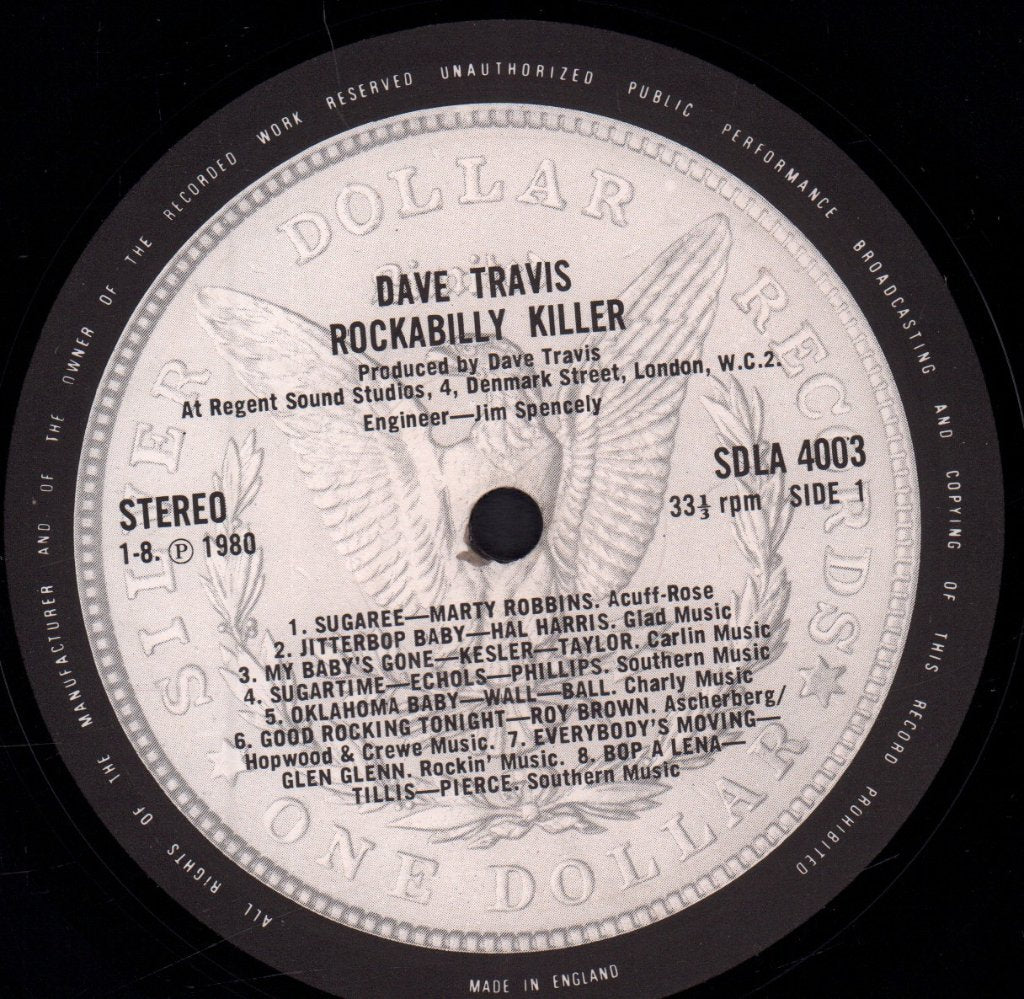 ALL RIGHTS OF THE MANUFACTURER AND OF THE OWNER OF THE RECORDED WORK RESERVED UNAUTHORIZED PUBLIC PERFORMANCE BROADCASTING AND COPYING OF THIS RECORD PROHIBITED
SILVER DOLLAR RECORDS
DAVE TRAVIS
ROCKABILLY KILLER
Produced by Dave Travis
At Regent Sound Studios, 4, Denmark Street, London, W.C.2.
Engineer—Jim Spencely
STEREO
1-8. ℗ 1980
SDLA 4003
33⅓ rpm SIDE 1
1. SUGAREE—MARTY ROBBINS. Acuff-Rose
2. JITTERBOP BABY—HAL HARRIS. Glad Music
3. MY BABY'S GONE—KESLER—TAYLOR. Carlin Music
4. SUGARTIME—ECHOLS—PHILLIPS. Southern Music
5. OKLAHOMA BABY—WALL—BALL. Charly Music
6. GOOD ROCKING TONIGHT—ROY BROWN. Ascherberg/
Hopwood & Crewe Music. 7. EVERYBODY'S MOVING—
GLEN GLENN. Rockin' Music. 8. BOP A LENA—
TILLIS—PIERCE. Southern Music
ONE DOLLAR
MADE IN ENGLAND